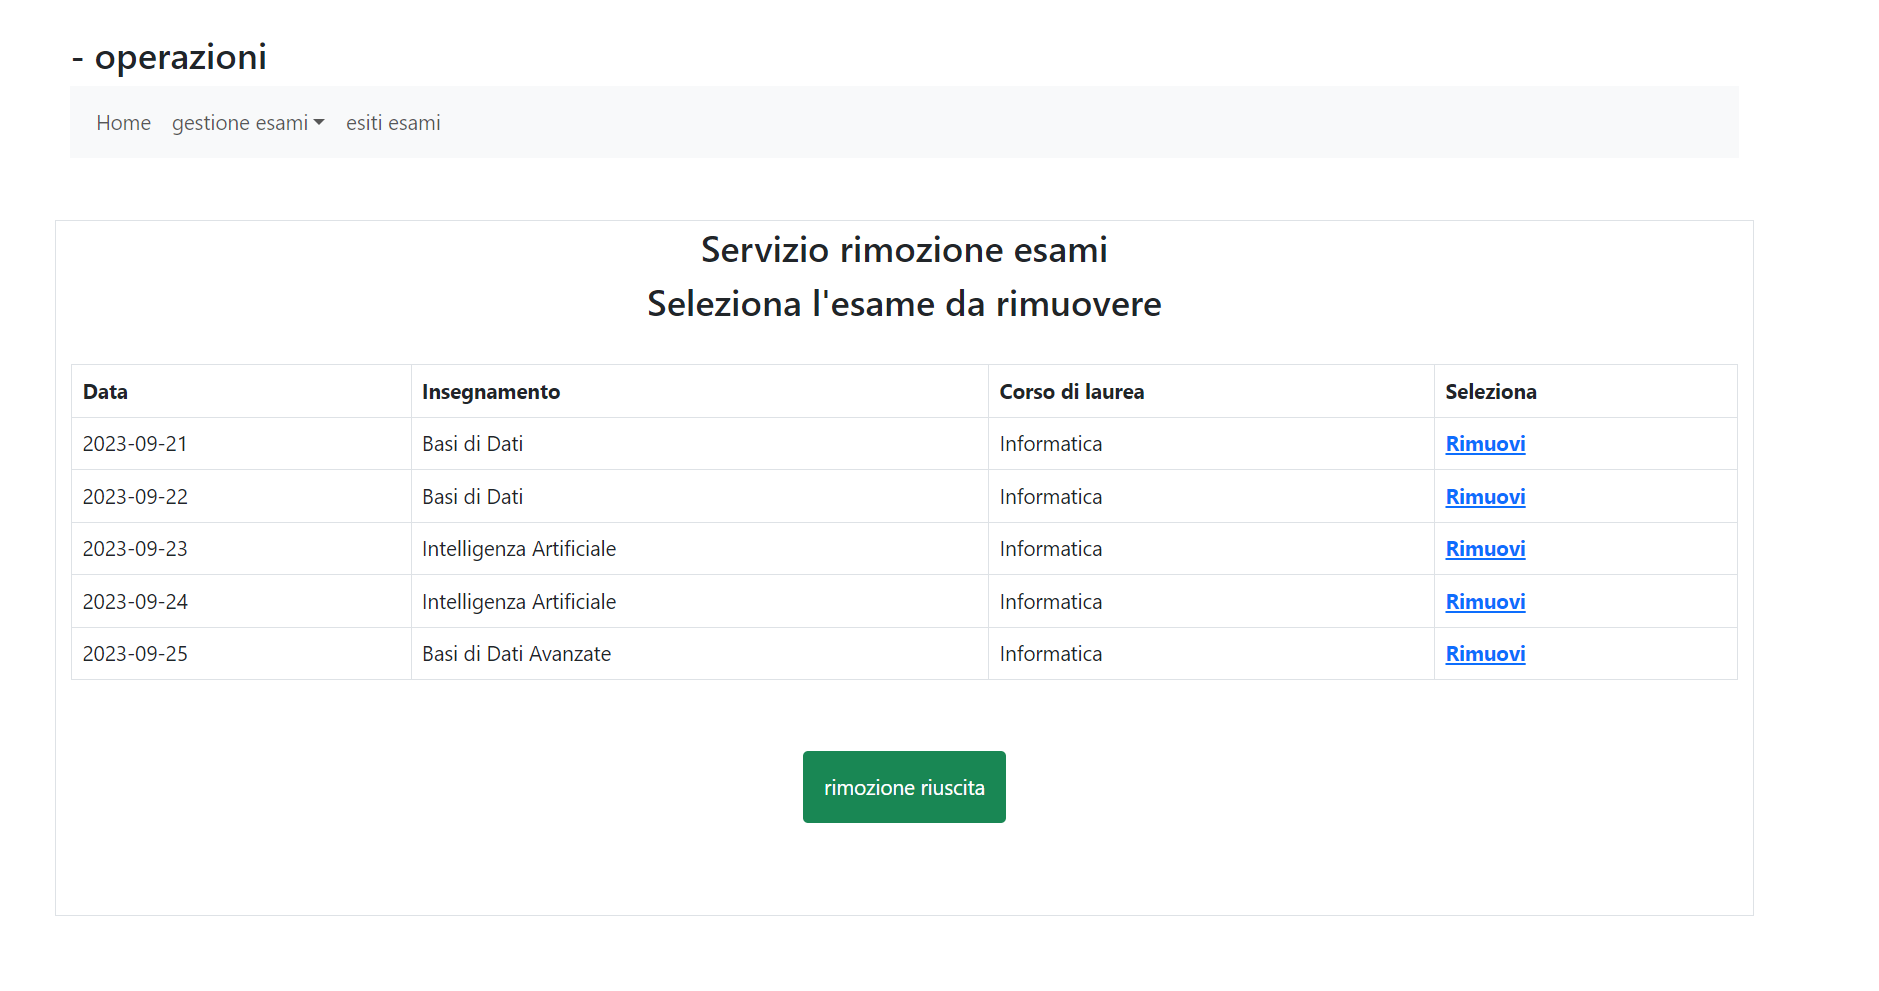 - operazioni
Home gestione esami esiti esami
Servizio rimozione esami
Seleziona l'esame da rimuovere
Data Insegnamento Corso di laurea Seleziona
2023-09-21 Basi di Dati Informatica Rimuovi
2023-09-22 Basi di Dati Informatica Rimuovi
2023-09-23 Intelligenza Artificiale Informatica Rimuovi
2023-09-24 Intelligenza Artificiale Informatica Rimuovi
2023-09-25 Basi di Dati Avanzate Informatica Rimuovi
rimozione riuscita